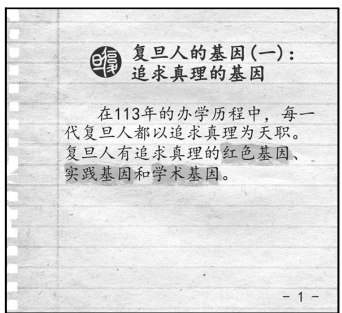 复旦
复旦人的基因(一)：
追求真理的基因
在113年的办学历程中，每一
代复旦人都以追求真理为天职。
复旦人有追求真理的红色基因、
实践基因和学术基因。
- 1 -